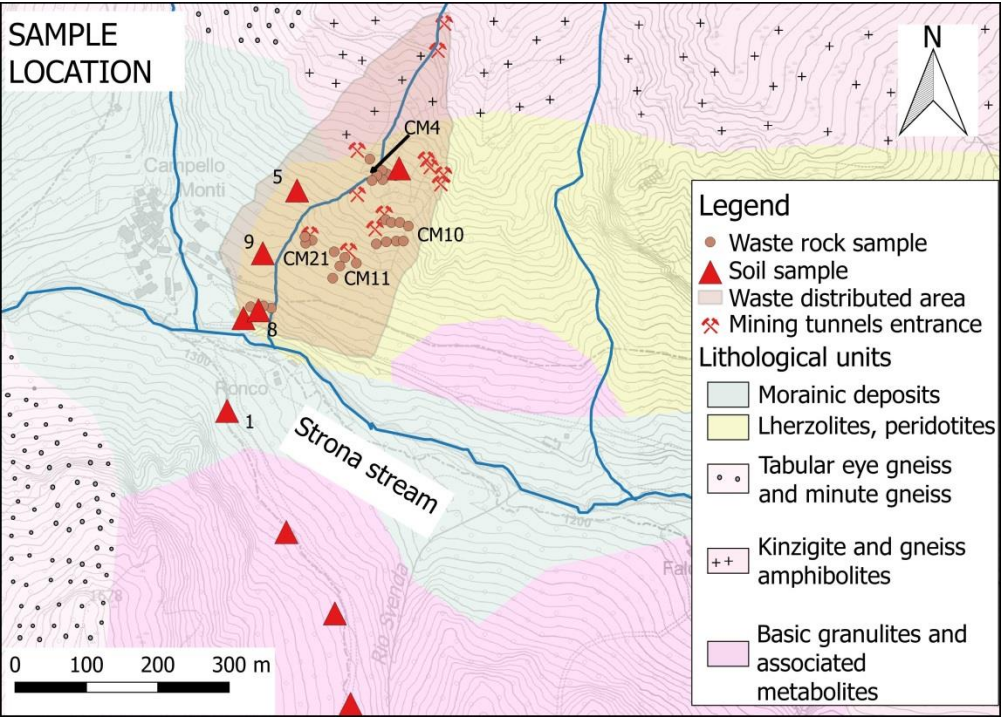 SAMPLE
LOCATION
N
CM4
Campello
Monti
5
9
CM21
CM10
CM11
8
1300
Ronco
1
Strona stream
1200
1678
Rio Svenda
0 100 200 300 m
Legend
Waste rock sample
Soil sample
Waste distributed area
Mining tunnels entrance
Lithological units
Morainic deposits
Lherzolites, peridotites
Tabular eye gneiss
and minute gneiss
Kinzigite and gneiss
amphibolites
Basic granulites and
associated
metabolites